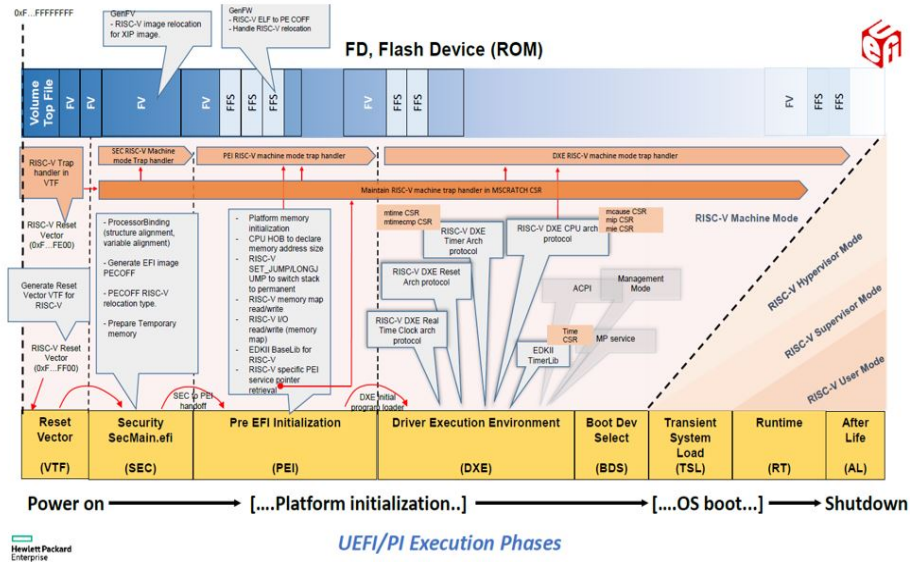 0xF...FFFFFFFF
GenFV
- RISC-V image relocation
for XIP image.
GenFW
- RISC-V ELF to PE COFF
- Handle RISC-V relocation
FD, Flash Device (ROM)
UEFI
Volume
Top File
FV
FV
FV
FV
FFS
FFS
FFS
FV
FFS
FFS
FV
FFS
FFS
RISC-V Trap
handler in
VTF
SEC RISC-V Machine
mode Trap handler
PEI RISC-V machine mode trap handler
DXE RISC-V machine mode trap handler
Maintain RISC-V machine trap handler in MSCRATCH CSR
RISC-V Reset
Vector
(0xF...FE00)
Generate Reset
Vector VTF for
RISC-V
RISC-V Reset
Vector
(0xF...FF00)
- ProcessorBinding
(structure alignment,
variable alignment)
- Generate EFI image
PECOFF
- PECOFF RISC-V
relocation type.
- Prepare Temporary
memory
- Platform memory
initialization
- CPU HOB to declare
memory address size
- RISC-V
SET_JUMP/LONGJ
UMP to switch stack to
permanent
- RISC-V memory map
read/write
- RISC-V I/O
read/write (memory
map)
- EDKII BaseLib for
RISC-V
- RISC-V specific PEI
service pointer
retrieval
mtime CSR
mtimecmp CSR
RISC-V DXE
Timer Arch
protocol
RISC-V DXE CPU arch
protocol
mcause CSR
mip CSR
mie CSR
RISC-V DXE Reset
Arch protocol
RISC-V DXE Real
Time Clock arch
protocol
ACPI
Management
Mode
Time
CSR
EDKII
TimerLib
MP service
RISC-V Machine Mode
RISC-V Hypervisor Mode
RISC-V Supervisor Mode
RISC-V User Mode
SEC to PEI
handoff
DXE initial
program loader
Reset
Vector
(VTF)
Security
SecMain.efi
(SEC)
Pre EFI Initialization
(PEI)
Driver Execution Environment
(DXE)
Boot Dev
Select
(BDS)
Transient
System
Load
(TSL)
Runtime
(RT)
After
Life
(AL)
Power on
[....Platform initialization..]
[....OS boot...]
Shutdown
UEFI/PI Execution Phases
Hewlett Packard
Enterprise